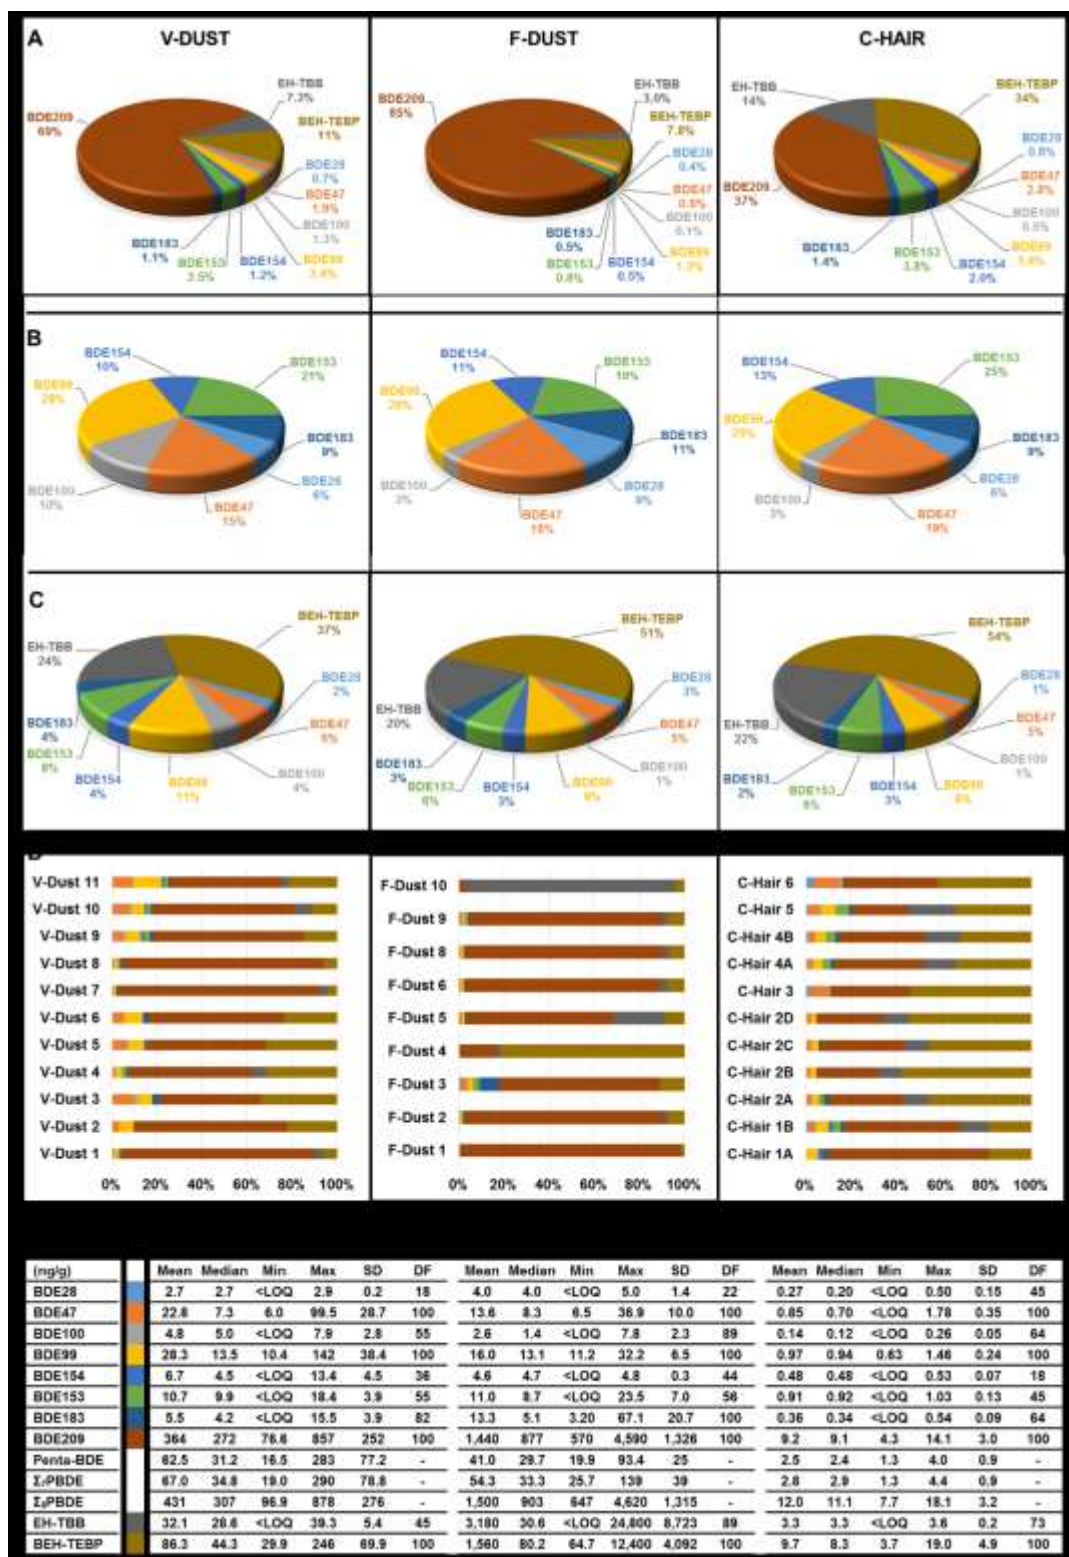 A V-DUST F-DUST C-HAIR
EH-TBB
7.3%
BDE209
69%
BEH-TEBP
11%
BDE28
0.7%
BDE47
1.9%
BDE100
1.3%
BDE99
3.4%
BDE183
1.1%
BDE153
BDE154
1.2%
EH-TBB
3.0%
BDE209
85%
BEH-TEBP
7.8%
BDE28
0.4%
BDE47
BDE100
0.1%
BDE99
BDE183
0.5%
BDE153
0.8%
BDE154
0.5%
EH-TBB
14%
BEH-TEBP
34%
BDE28
0.8%
BDE47
2.8%
BDE100
BDE99
BDE209
37%
BDE183
1.4%
BDE153
3.8%
BDE154
2.0%
B
BDE154
10%
BDE153
21%
BDE99
BDE183
9%
BDE28
6%
BDE100
10%
BDE47
15%
BDE154
11%
BDE153
19%
BDE99
BDE183
11%
BDE28
9%
BDE100
BDE47
18%
BDE154
13%
BDE153
25%
BDE99
BDE183
9%
BDE28
6%
BDE100
3%
BDE47
19%
C
BEH-TEBP
37%
EH-TBB
24%
BDE28
2%
BDE183
4%
BDE47
BDE153
BDE154
4%
BDE99
11%
BDE100
4%
BEH-TEBP
51%
BDE28
3%
EH-TBB
20%
BDE47
5%
BDE183
3%
BDE153
6%
BDE154
3%
BDE99
BDE100
1%
BEH-TEBP
54%
BDE28
1%
EH-TBB
22%
BDE47
5%
BDE183
2%
BDE153
BDE154
3%
BDE99
BDE100
1%
V-Dust 11
V-Dust 10
V-Dust 9
V-Dust 8
V-Dust 7
V-Dust 6
V-Dust 5
V-Dust 4
V-Dust 3
V-Dust 2
V-Dust 1
0% 20% 40% 60% 80% 100%
F-Dust 10
F-Dust 9
F-Dust 8
F-Dust 6
F-Dust 5
F-Dust 4
F-Dust 3
F-Dust 2
F-Dust 1
0% 20% 40% 60% 80% 100%
C-Hair 6
C-Hair 5
C-Hair 4B
C-Hair 4A
C-Hair 3
C-Hair 2D
C-Hair 2C
C-Hair 2B
C-Hair 2A
C-Hair 1B
C-Hair 1A
0% 20% 40% 60% 80% 100%
(ng/g) Mean Median Min Max SD DF Mean Median Min Max SD DF Mean Median Min Max SD DF
BDE28 2.7 2.7 <LOQ 2.9 0.2 18 4.0 4.0 <LOQ 5.0 1.4 22 0.27 0.20 <LOQ 0.50 0.15 45
BDE47 22.8 7.3 6.0 99.5 28.7 100 13.6 8.3 6.5 36.9 10.0 100 0.85 0.70 <LOQ 1.78 0.35 100
BDE100 4.8 5.0 <LOQ 7.9 2.8 55 2.6 1.4 <LOQ 7.8 2.3 89 0.14 0.12 <LOQ 0.26 0.05 64
BDE99 28.3 13.5 10.4 142 38.4 100 16.0 13.1 11.2 32.2 6.5 100 0.97 0.94 0.63 1.46 0.24 100
BDE154 6.7 4.5 <LOQ 13.4 4.5 36 4.6 4.7 <LOQ 4.8 0.3 44 0.48 0.48 <LOQ 0.53 0.07 18
BDE153 10.7 9.9 <LOQ 18.4 3.9 55 11.0 8.7 <LOQ 23.5 7.0 56 0.91 0.92 <LOQ 1.03 0.13 45
BDE183 5.5 4.2 <LOQ 15.5 3.9 82 13.3 5.1 3.20 67.1 20.7 100 0.36 0.34 <LOQ 0.54 0.09 64
BDE209 364 272 76.6 857 252 100 1,440 877 570 4,590 1,326 100 9.2 9.1 4.3 14.1 3.0 100
Penta-BDE 62.5 31.2 16.5 283 77.2 - 41.0 29.7 19.9 93.4 25 - 2.5 2.4 1.3 4.0 0.9 -
Σ₇PBDE 67.0 34.8 19.0 290 78.8 - 54.3 33.3 25.7 139 39 - 2.8 2.9 1.3 4.4 0.9 -
Σ₈PBDE 431 307 96.9 878 276 - 1,500 903 647 4,620 1,315 - 12.0 11.1 7.7 18.1 3.2 -
EH-TBB 32.1 28.6 <LOQ 39.3 5.4 45 3,180 30.6 <LOQ 24,800 8,723 89 3.3 3.3 <LOQ 3.6 0.2 73
BEH-TEBP 86.3 44.3 29.9 246 69.9 100 1,560 80.2 64.7 12,400 4,092 100 9.7 8.3 3.7 19.0 4.9 100